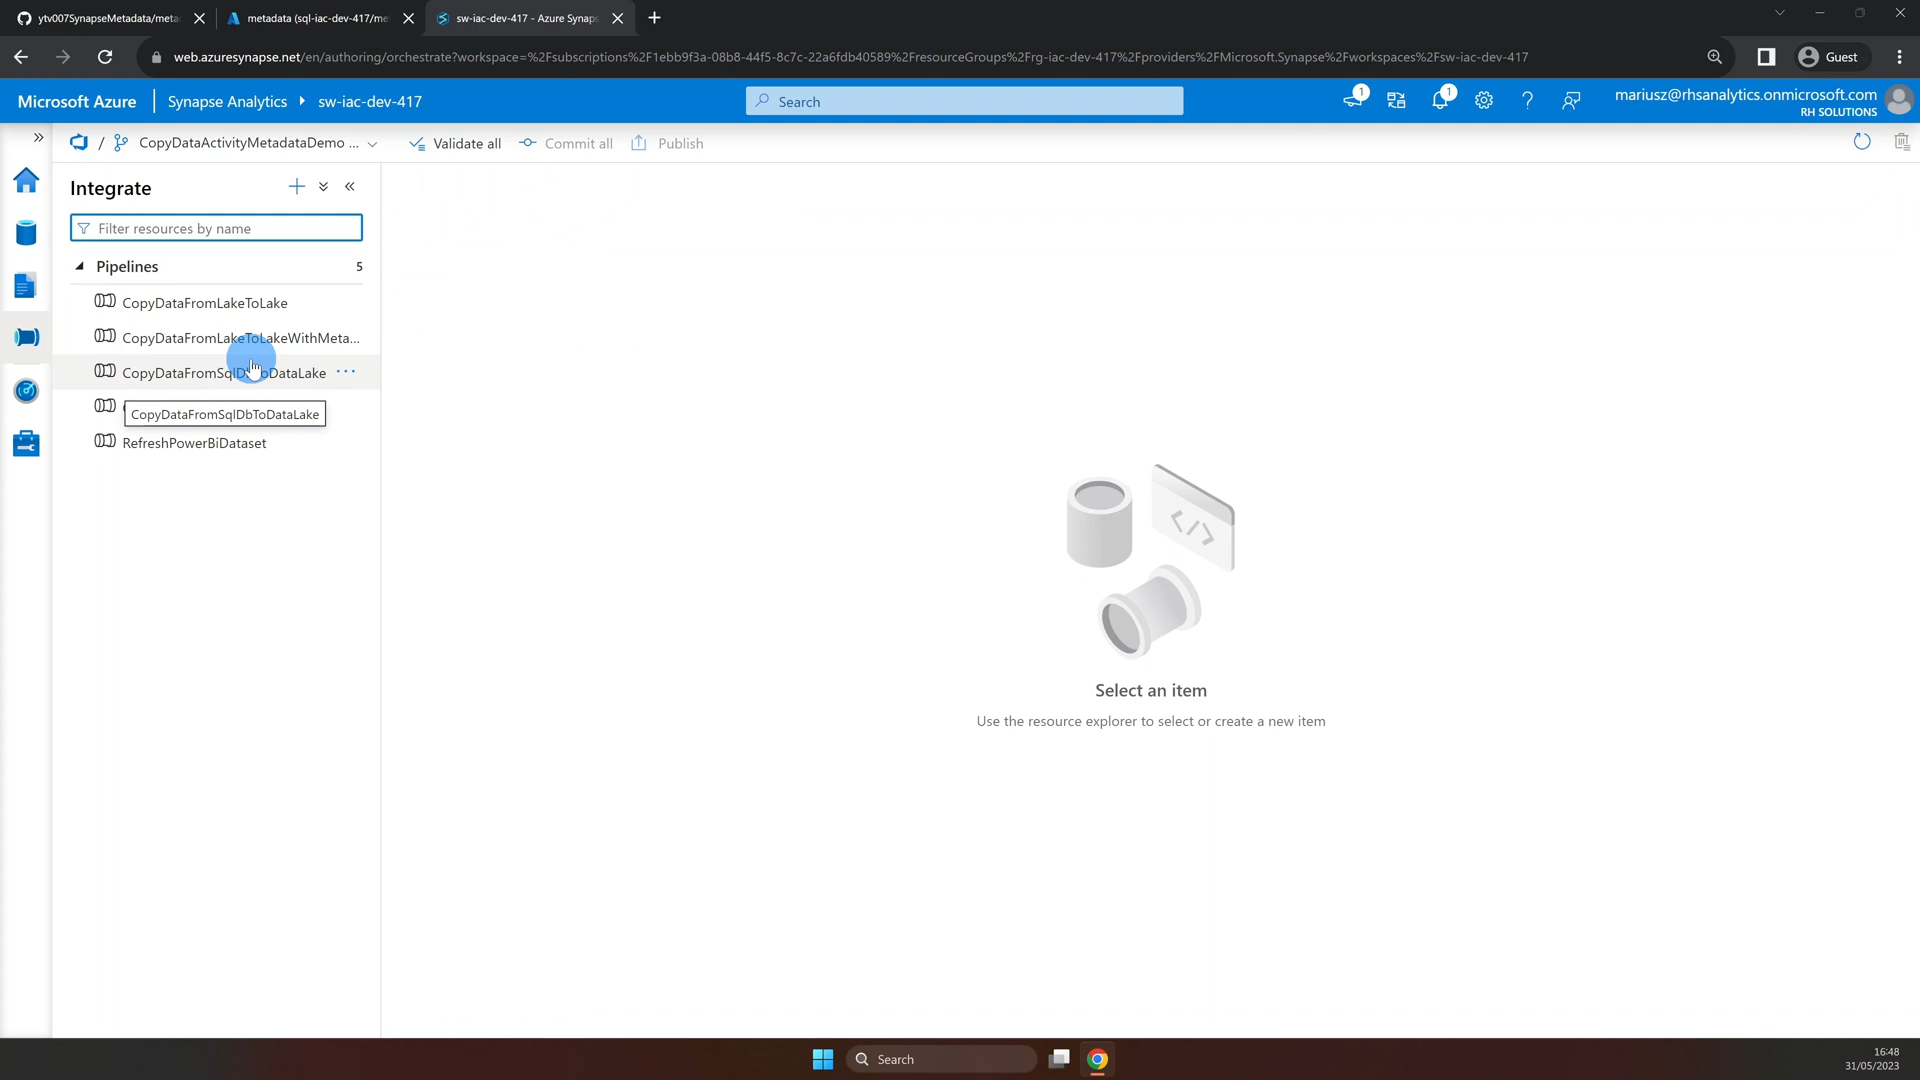 ytv007SynapseMetadata/meta
metadata (sql-iac-dev-417/me
sw-iac-dev-417 - Azure Synaps
web.azuresynapse.net/en/authoring/orchestrate?workspace=%2Fsubscriptions%2F1ebb9f3a-08b8-44f5-8c7c-22a6fdb40589%2FresourceGroups%2Frg-iac-dev-417%2Fproviders%2FMicrosoft.Synapse%2Fworkspaces%2Fsw-iac-dev-417
Guest
Microsoft Azure
Synapse Analytics
sw-iac-dev-417
Search
1
1
mariusz@rhsanalytics.onmicrosoft.com
RH SOLUTIONS
/
CopyDataActivityMetadataDemo ...
Validate all
Commit all
Publish
Integrate
Filter resources by name
Pipelines 5
CopyDataFromLakeToLake
CopyDataFromLakeToLakeWithMeta...
CopyDataFromSqlDbToDataLake
CopyDataFromSqlDbToDataLake
RefreshPowerBiDataset
Select an item
Use the resource explorer to select or create a new item
Search
16:48
31/05/2023